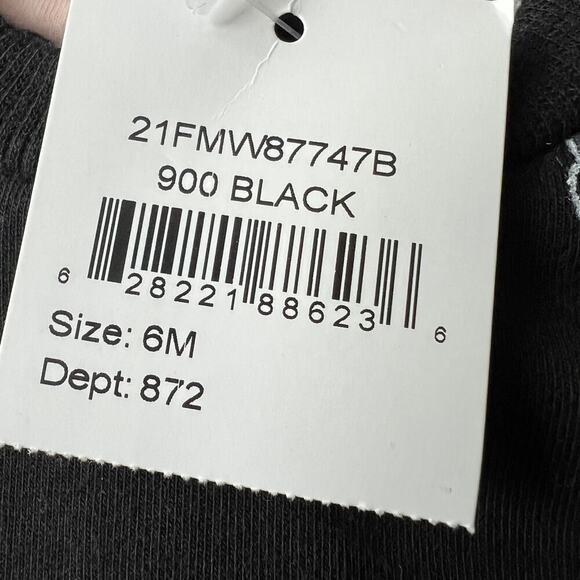 21FMW87747B
900 BLACK
6 28221 88623 6
Size: 6M
Dept: 872